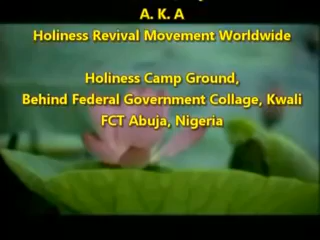 A. K. A
Holiness Revival Movement Worldwide
Holiness Camp Ground,
Behind Federal Government Collage, Kwali
FCT Abuja, Nigeria